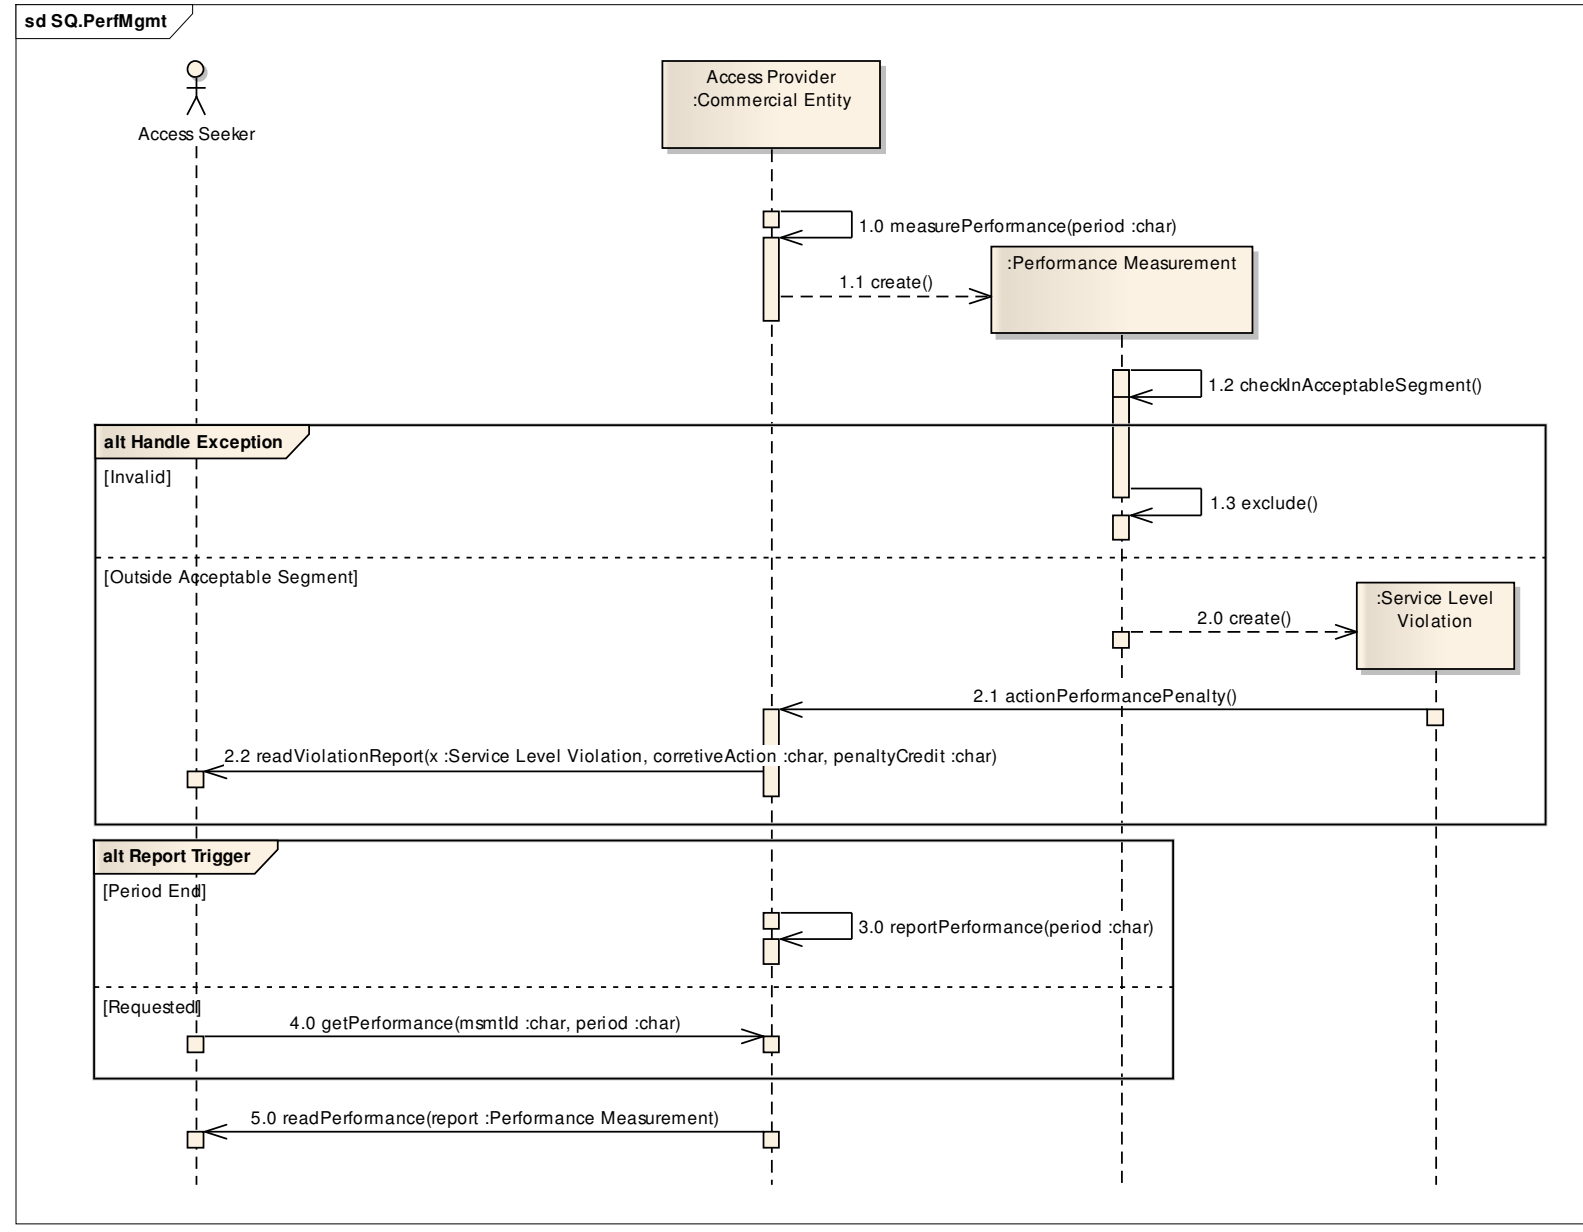 sd SQ.PerfMgmt
Access Seeker
Access Provider
:Commercial Entity
1.0 measurePerformance(period :char)
:Performance Measurement
1.1 create()
1.2 checkInAcceptableSegment()
alt Handle Exception
[Invalid]
1.3 exclude()
[Outside Acceptable Segment]
:Service Level
Violation
2.0 create()
2.1 actionPerformancePenalty()
2.2 readViolationReport(x :Service Level Violation, corretiveAction :char, penaltyCredit :char)
alt Report Trigger
[Period End]
3.0 reportPerformance(period :char)
[Requested]
4.0 getPerformance(msmtId :char, period :char)
5.0 readPerformance(report :Performance Measurement)